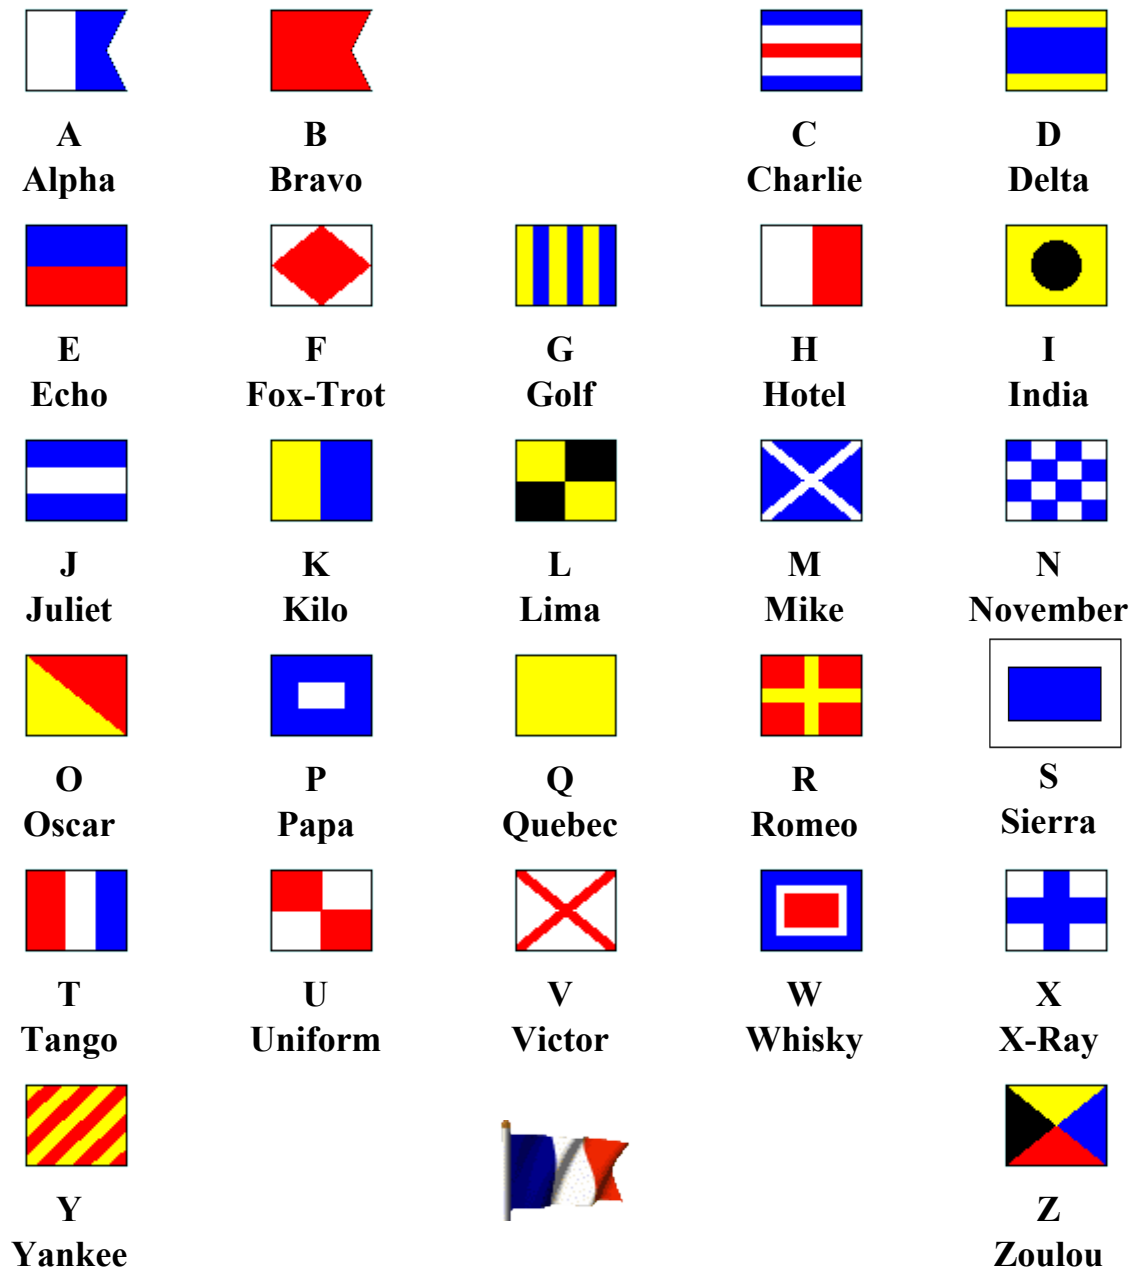 A B C D
Alpha Bravo Charlie Delta
E F G H I
Echo Fox-Trot Golf Hotel India
J K L M N
Juliet Kilo Lima Mike November
O P Q R S
Oscar Papa Quebec Romeo Sierra
T U V W X
Tango Uniform Victor Whisky X-Ray
Y Z
Yankee Zoulou